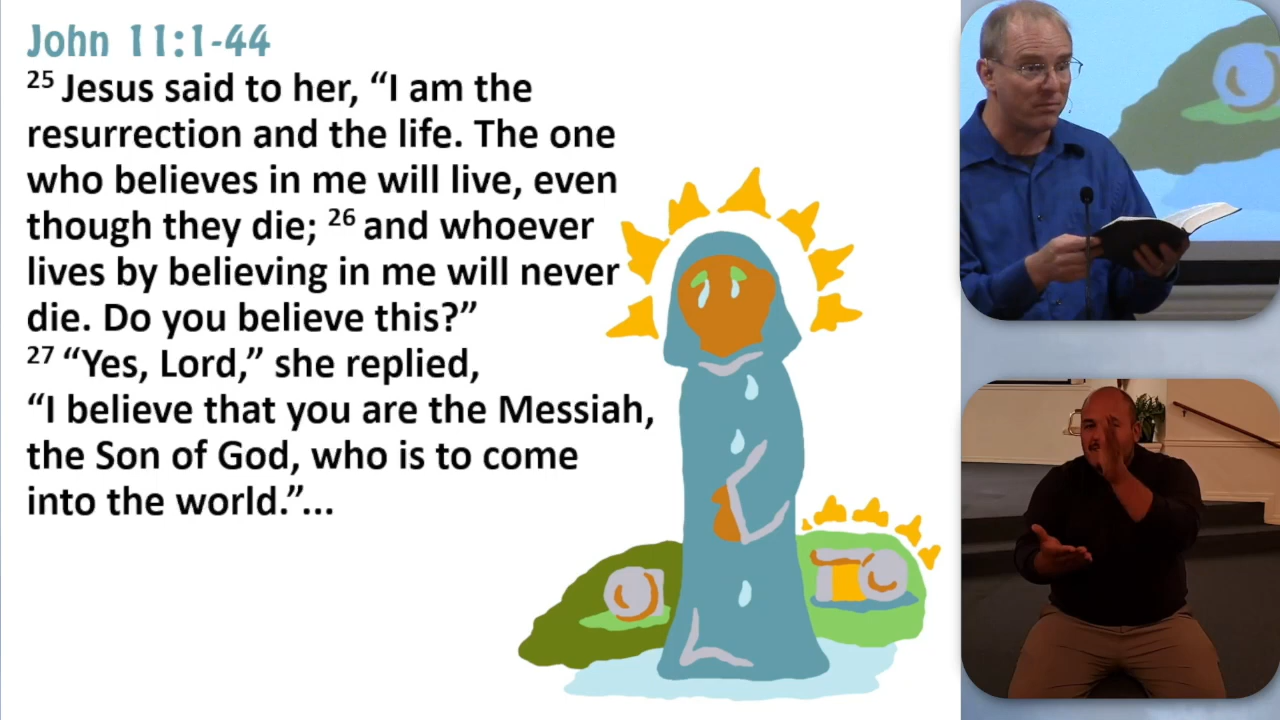 John 11:1-44
25 Jesus said to her, “I am the
resurrection and the life. The one
who believes in me will live, even
though they die; 26 and whoever
lives by believing in me will never
die. Do you believe this?”
27 “Yes, Lord,” she replied,
“I believe that you are the Messiah,
the Son of God, who is to come
into the world.”...